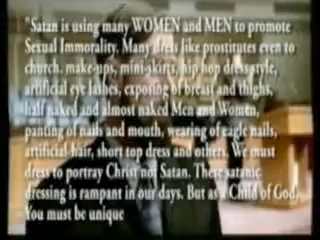 "Satan is using many WOMEN and MEN to promote
Sexual Immorality. Many dress like prostitutes even to
church. make-ups, mini-skirts, hip hop dress style,
artificial eye lashes, exposing of breast and thighs,
half naked and almost naked Men and Women,
panting of nails and mouth, wearing of eagle nails,
artificial hair, short top dress and others. We must
dress to portray Christ not Satan. These satanic
dressing is rampant in our days. But as a Child of God,
You must be unique